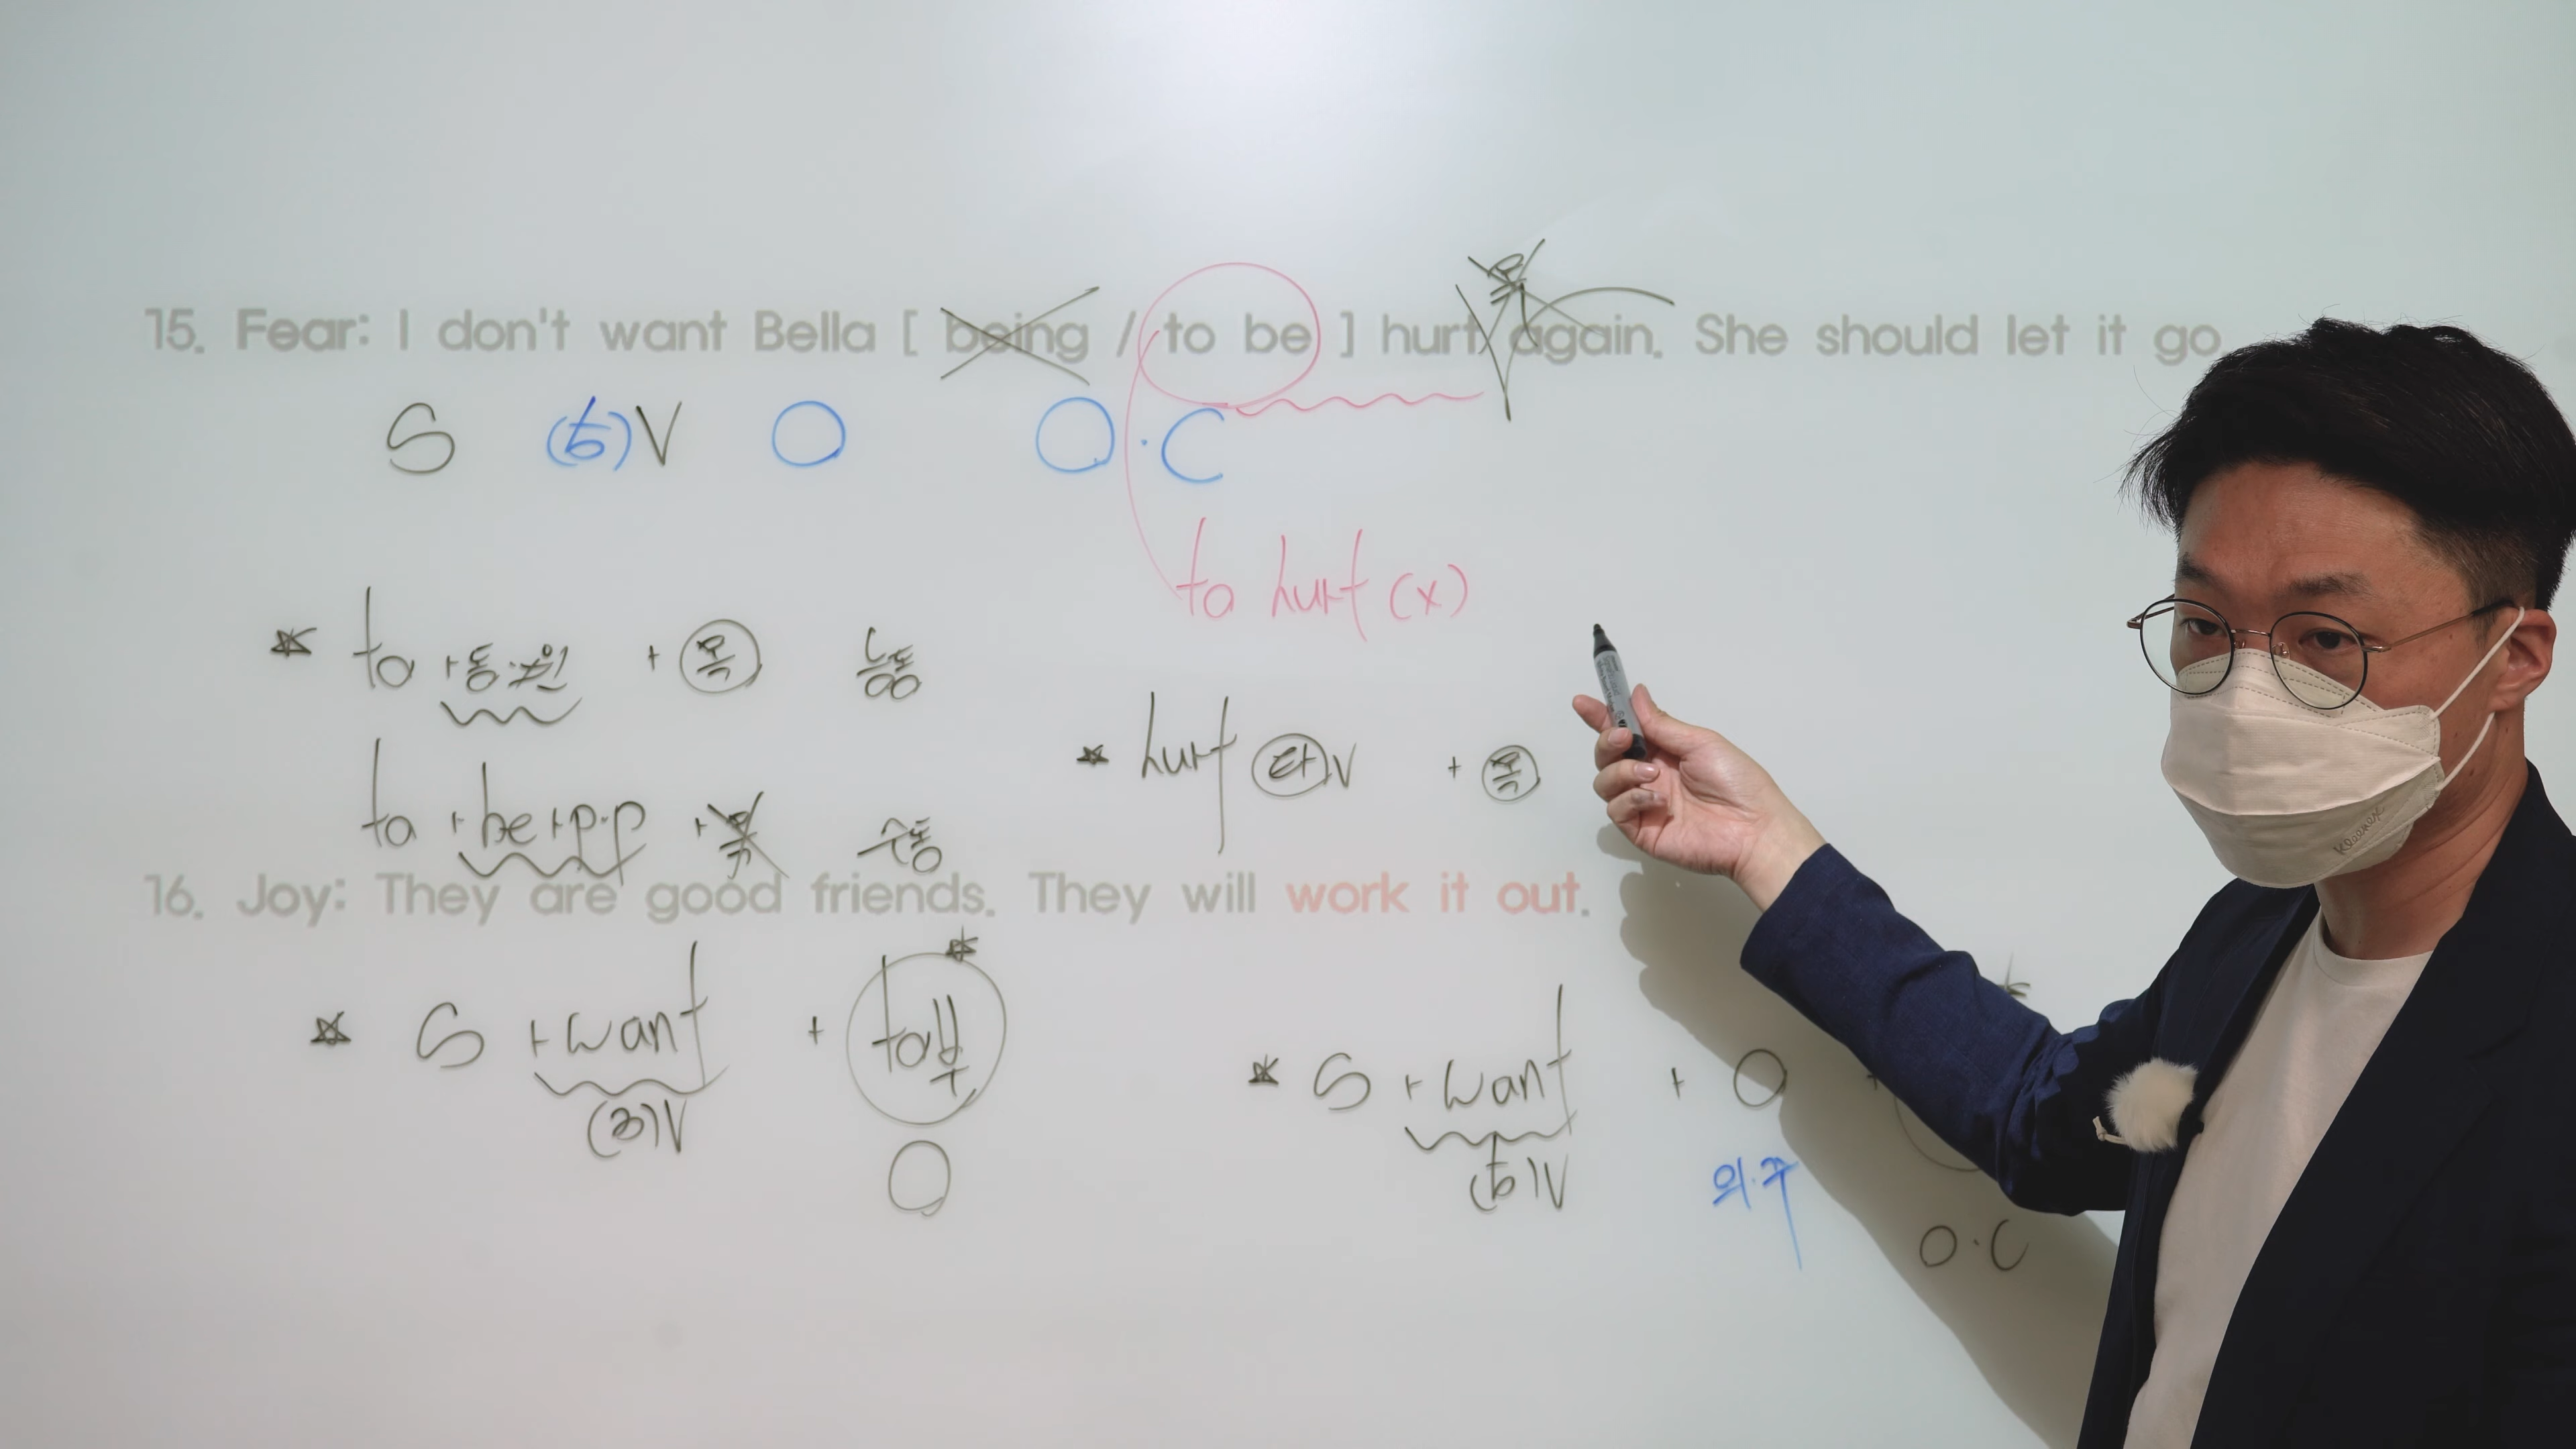 15. Fear: I don't want Bella [ being / to be ] hurt again. She should let it go
S (5)V O O·C
to hurt (x)
☆ to +동·원 + 목 능동
☆ hurt 타V + 목
to + be + p.p + 목 수동
16. Joy: They are good friends. They will work it out.
☆ S + want + to부
(3)V O
☆ S + want + O +
(5)V 의·주
O·C
Kleenex